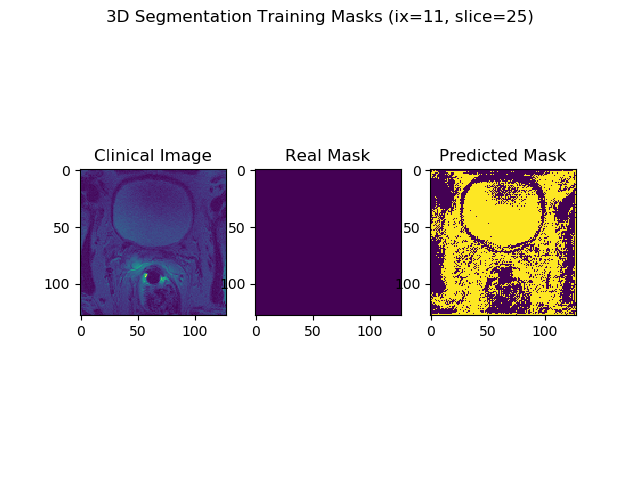 3D Segmentation Training Masks (ix=11, slice=25)
Clinical Image Real Mask Predicted Mask
0 0 0
50 50 50
100 100 100
0 50 100 0 50 100 0 50 100